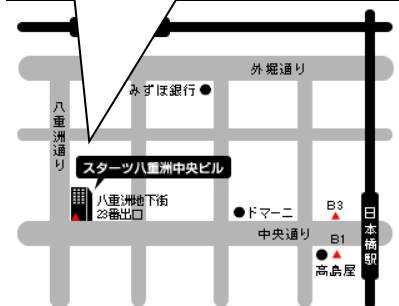 外堀通り
みずほ銀行
八重洲通り
スターツ八重洲中央ビル
八重洲地下街
23番出口
ドマーニ
B3
中央通り
B1
日本橋駅
高島屋